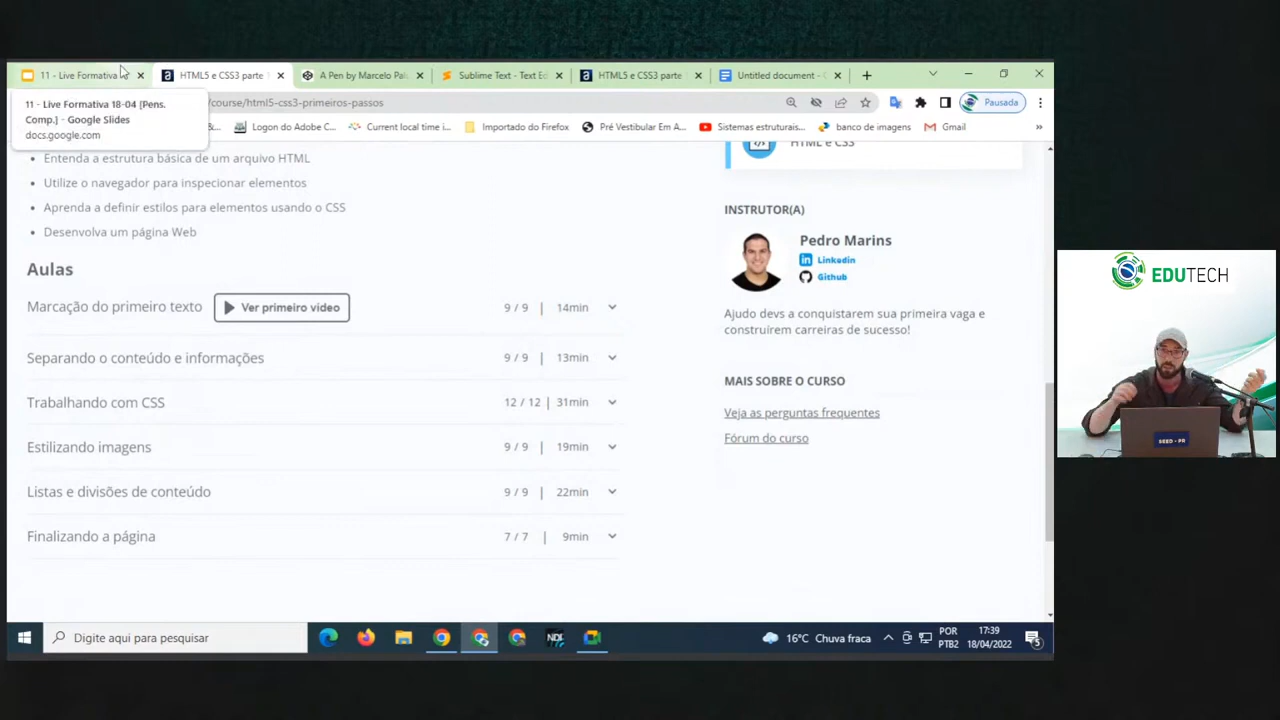 11 - Live Formativa
HTML5 e CSS3 parte
A Pen by Marcelo Pai
Sublime Text - Text Ed
HTML5 e CSS3 parte
Untitled document -
11 - Live Formativa 18-04 [Pens.
Comp.] - Google Slides
docs.google.com
/course/html5-css3-primeiros-passos
Pausada
Logon do Adobe C...
Current local time i...
Importado do Firefox
Pré Vestibular Em A...
Sistemas estruturais...
banco de imagens
Gmail
»
Entenda a estrutura básica de um arquivo HTML
Utilize o navegador para inspecionar elementos
Aprenda a definir estilos para elementos usando o CSS
Desenvolva um página Web
HTML e CSS
INSTRUTOR(A)
Pedro Marins
Linkedin
Github
Ajudo devs a conquistarem sua primeira vaga e
construirem carreiras de sucesso!
MAIS SOBRE O CURSO
Veja as perguntas frequentes
Fórum do curso
Aulas
Marcação do primeiro texto
Ver primeiro vídeo
9 / 9 | 14min
Separando o conteúdo e informações
9 / 9 | 13min
Trabalhando com CSS
12 / 12 | 31min
Estilizando imagens
9 / 9 | 19min
Listas e divisões de conteúdo
9 / 9 | 22min
Finalizando a página
7 / 7 | 9min
EDUTECH
SEED - PR
Digite aqui para pesquisar
NDI
16°C Chuva fraca
POR
PTB2
17:39
18/04/2022
5